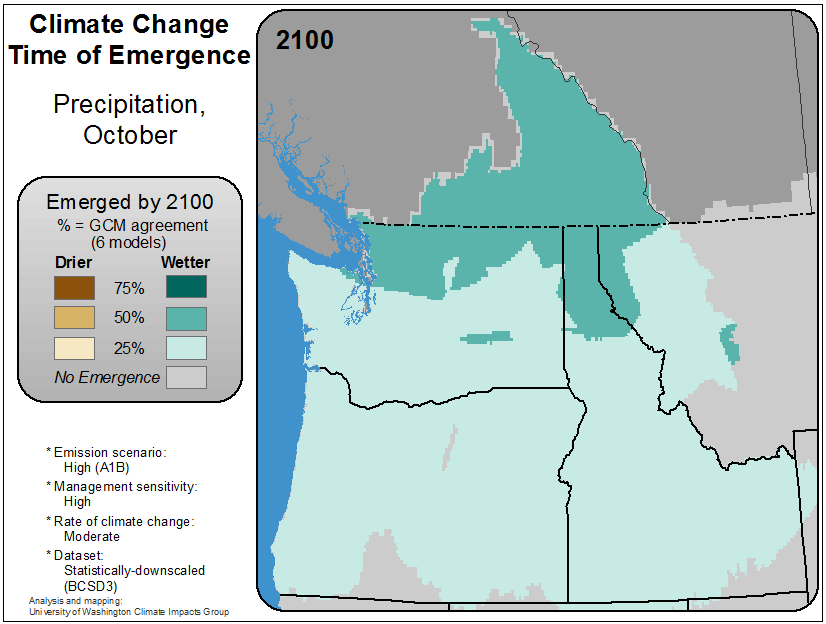 Climate Change
Time of Emergence
Precipitation,
October
2100
Emerged by 2100
% = GCM agreement
(6 models)
Drier Wetter
75%
50%
25%
No Emergence
* Emission scenario:
High (A1B)
* Management sensitivity:
High
* Rate of climate change:
Moderate
* Dataset:
Statistically-downscaled
(BCSD3)
Analysis and mapping:
University of Washington Climate Impacts Group